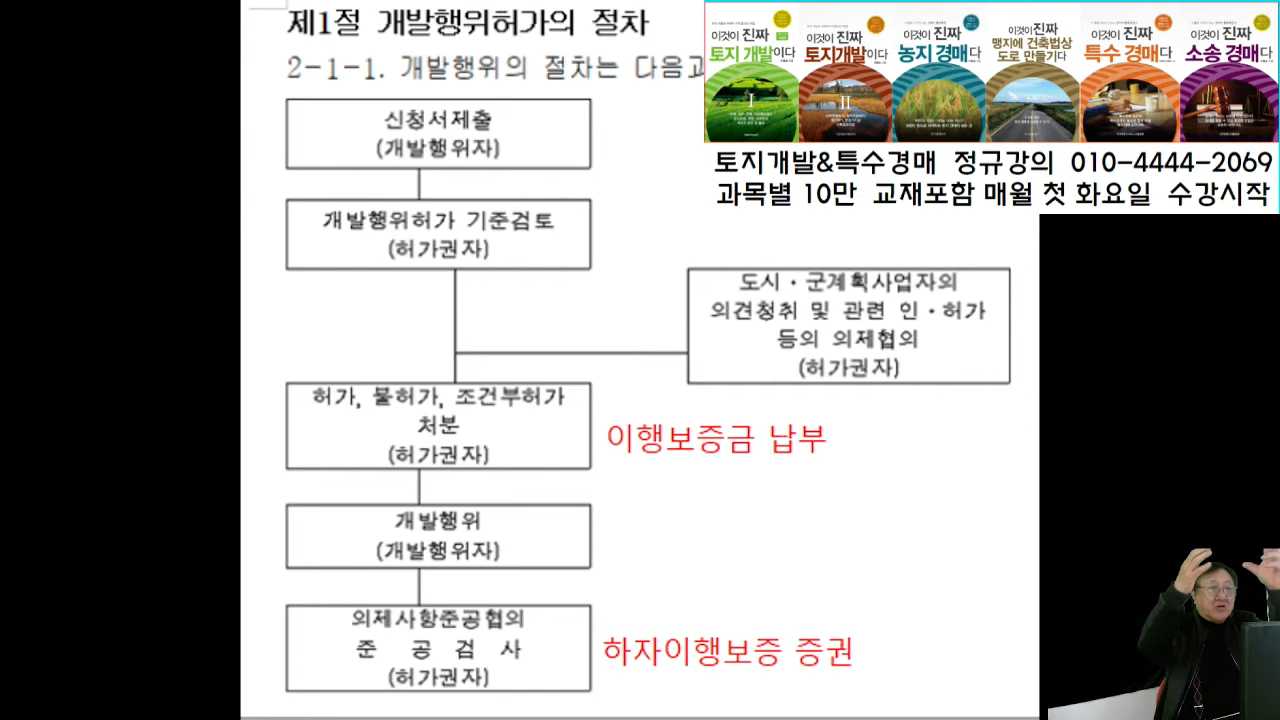 제1절 개발행위허가의 절차
2-1-1. 개발행위의 절차는 다음과
신청서제출
(개발행위자)
개발행위허가 기준검토
(허가권자)
도시・군계획사업자의
의견청취 및 관련 인・허가
등의 의제협의
(허가권자)
허가, 불허가, 조건부허가
처분
(허가권자)
이행보증금 납부
개발행위
(개발행위자)
의제사항준공협의
준 공 검 사
(허가권자)
하자이행보증 증권
이것이 진짜
토지 개발이다
I
이것이 진짜
토지개발이다
II
이것이 진짜
농지 경매다
이것이 진짜
맹지에 건축법상
도로 만들기다
이것이 진짜
특수 경매다
이것이 진짜
소송 경매다
토지개발&특수경매 정규강의 010-4444-2069
과목별 10만 교재포함 매월 첫 화요일 수강시작